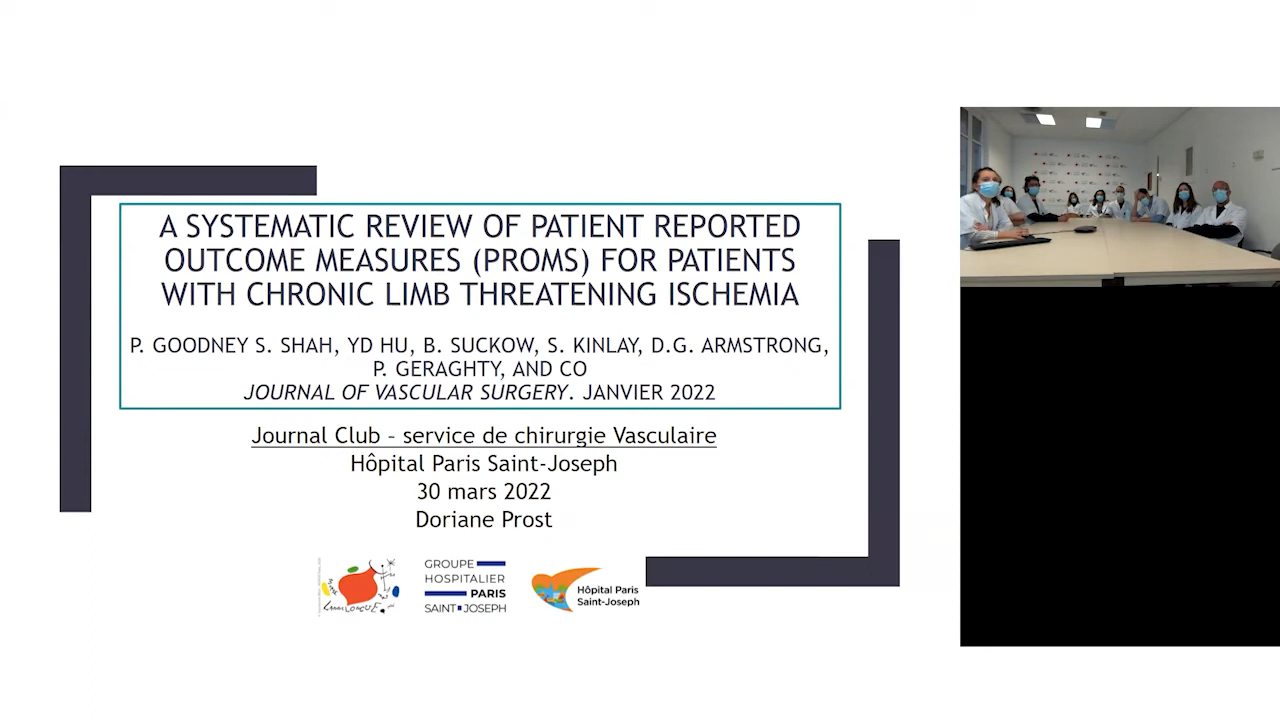 A SYSTEMATIC REVIEW OF PATIENT REPORTED
OUTCOME MEASURES (PROMS) FOR PATIENTS
WITH CHRONIC LIMB THREATENING ISCHEMIA
P. GOODNEY S. SHAH, YD HU, B. SUCKOW, S. KINLAY, D.G. ARMSTRONG,
P. GERAGHTY, AND CO
JOURNAL OF VASCULAR SURGERY. JANVIER 2022
Journal Club – service de chirurgie Vasculaire
Hôpital Paris Saint-Joseph
30 mars 2022
Doriane Prost
GROUPE
HOSPITALIER
PARIS
SAINT JOSEPH
Hôpital Paris
Saint-Joseph